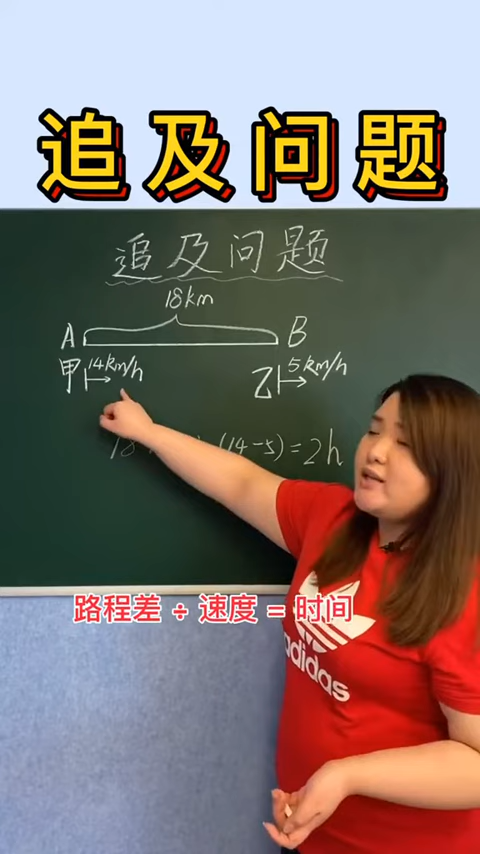 追及问题
追及问题
18km
A B
甲 14km/h 乙 5km/h
18 (14-5)=2h
路程差 ÷ 速度 = 时间
adidas